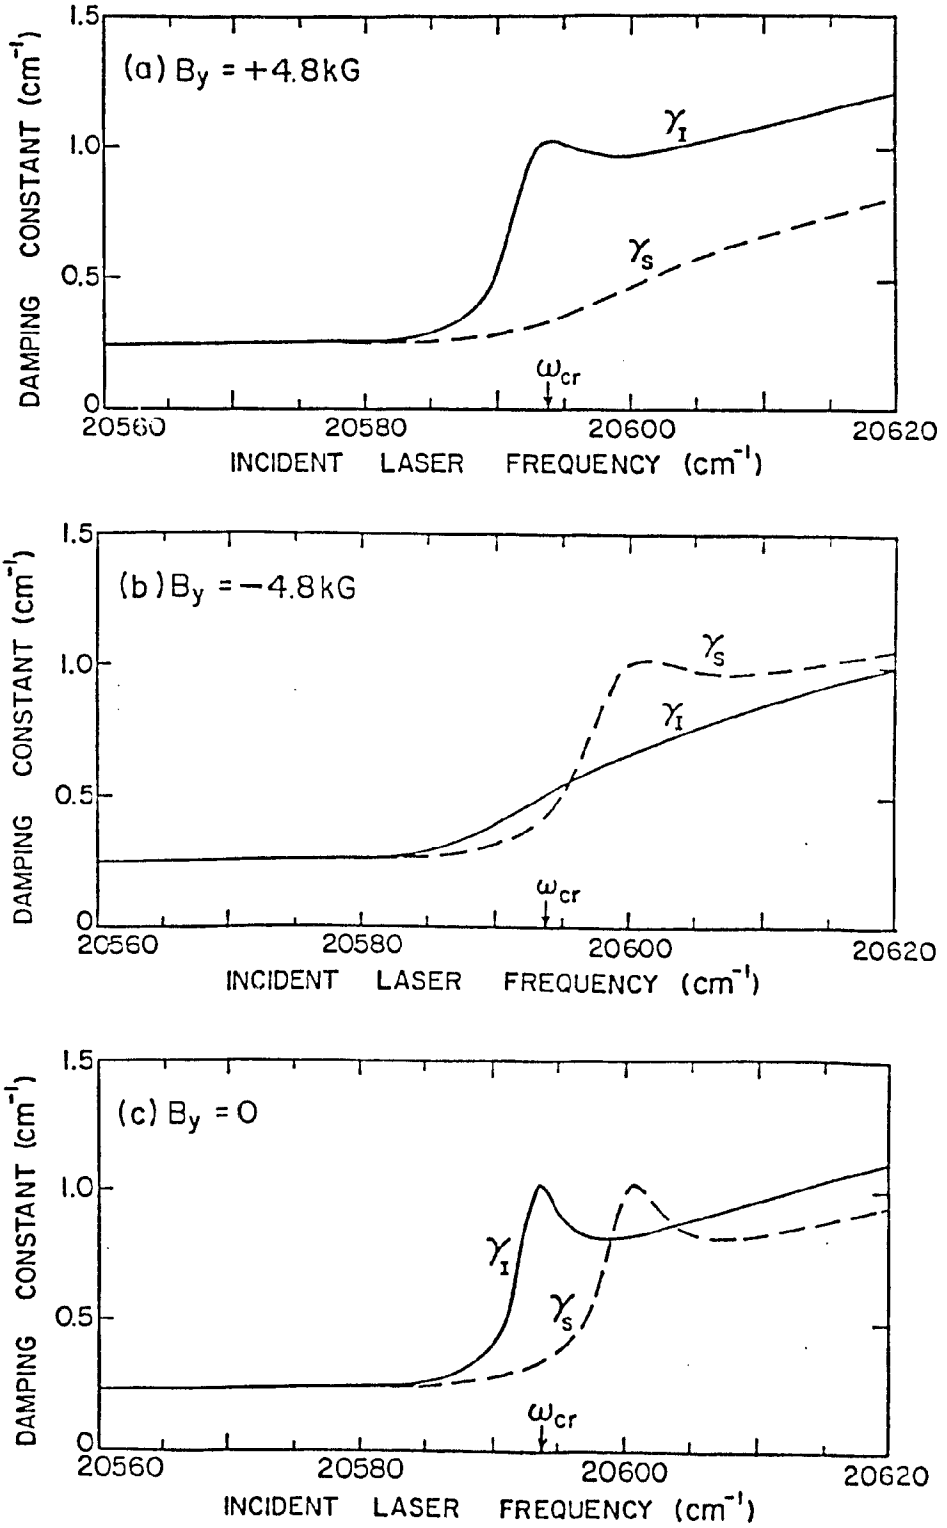 1.5
(a) By = +4.8kG
γI
1.0
γS
0.5
ωcr
0
20560 20580 20600 20620
DAMPING CONSTANT (cm⁻¹)
INCIDENT LASER FREQUENCY (cm⁻¹)
1.5
(b) By = −4.8kG
γS
1.0
γI
0.5
ωcr
0
20560 20580 20600 20620
DAMPING CONSTANT (cm⁻¹)
INCIDENT LASER FREQUENCY (cm⁻¹)
1.5
(c) By = 0
1.0
γI
γS
0.5
ωcr
0
20560 20580 20600 20620
DAMPING CONSTANT (cm⁻¹)
INCIDENT LASER FREQUENCY (cm⁻¹)